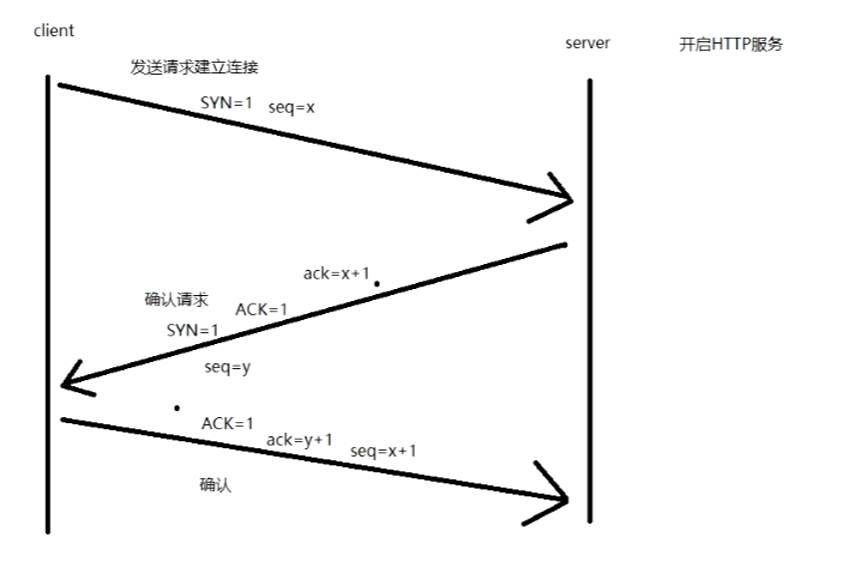 client
server
开启HTTP服务
发送请求建立连接
SYN=1 seq=x
ack=x+1
确认请求
ACK=1
SYN=1
seq=y
ACK=1
ack=y+1
seq=x+1
确认